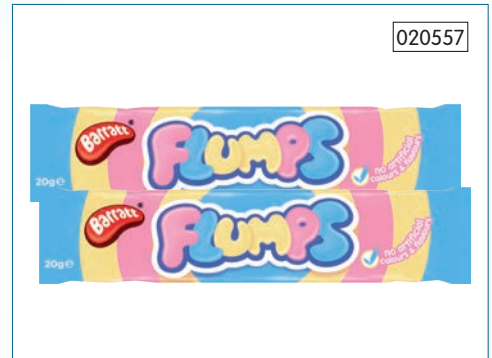 020557
Barratt
FLUMPS
20g℮
no artificial
colours & flavours
Barratt
FLUMPS
20g℮
no artificial
colours & flavours